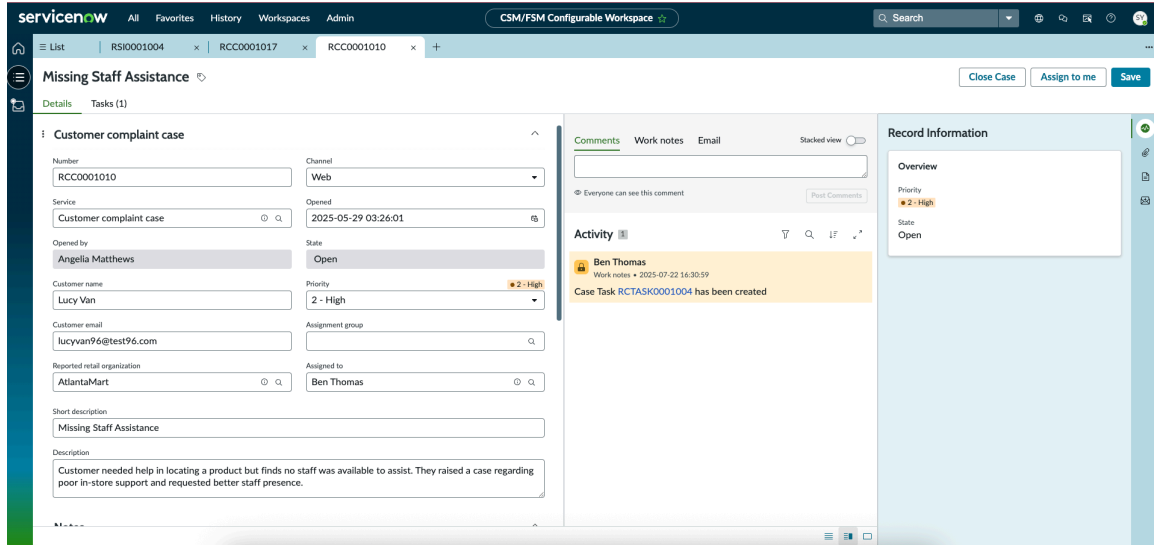 servicenow All Favorites History Workspaces Admin CSM/FSM Configurable Workspace Search SY
List RSI0001004 RCC0001017 RCC0001010
Missing Staff Assistance Close Case Assign to me Save
Details Tasks (1)
Customer complaint case
Number
RCC0001010
Channel
Web
Service
Customer complaint case
Opened
2025-05-29 03:26:01
Opened by
Angelia Matthews
State
Open
Customer name
Lucy Van
Priority 2 - High
2 - High
Customer email
lucyvan96@test96.com
Assignment group
Reported retail organization
AtlantaMart
Assigned to
Ben Thomas
Short description
Missing Staff Assistance
Description
Customer needed help in locating a product but finds no staff was available to assist. They raised a case regarding
poor in-store support and requested better staff presence.
Comments Work notes Email Stacked view
Everyone can see this comment Post Comments
Activity 1
Ben Thomas
Work notes • 2025-07-22 16:30:59
Case Task RCTASK0001004 has been created
Record Information
Overview
Priority
2 - High
State
Open